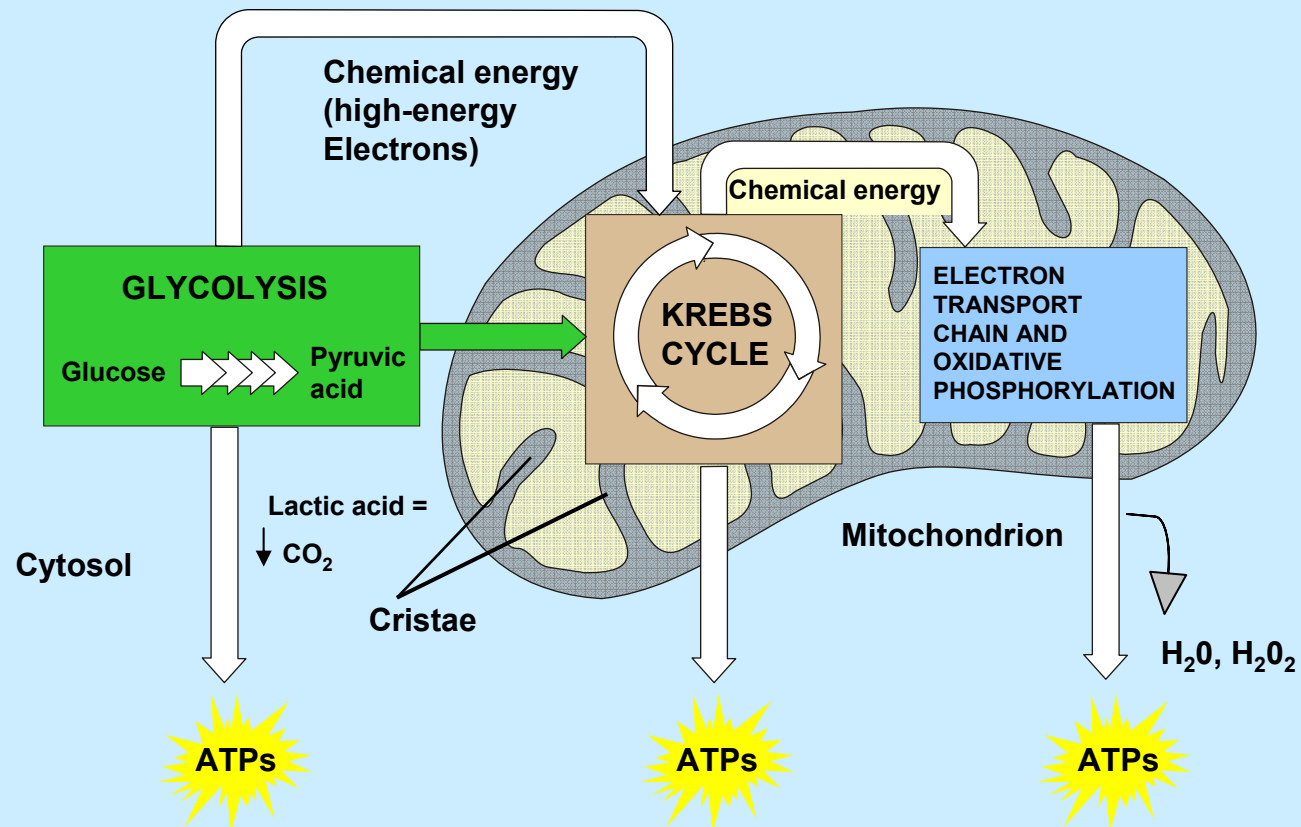 Chemical energy
(high-energy
Electrons)
Chemical energy
GLYCOLYSIS
Glucose
Pyruvic
acid
KREBS
CYCLE
ELECTRON
TRANSPORT
CHAIN AND
OXIDATIVE
PHOSPHORYLATION
Lactic acid =
↓ CO₂
Cytosol
Cristae
Mitochondrion
H₂0, H₂0₂
ATPs
ATPs
ATPs